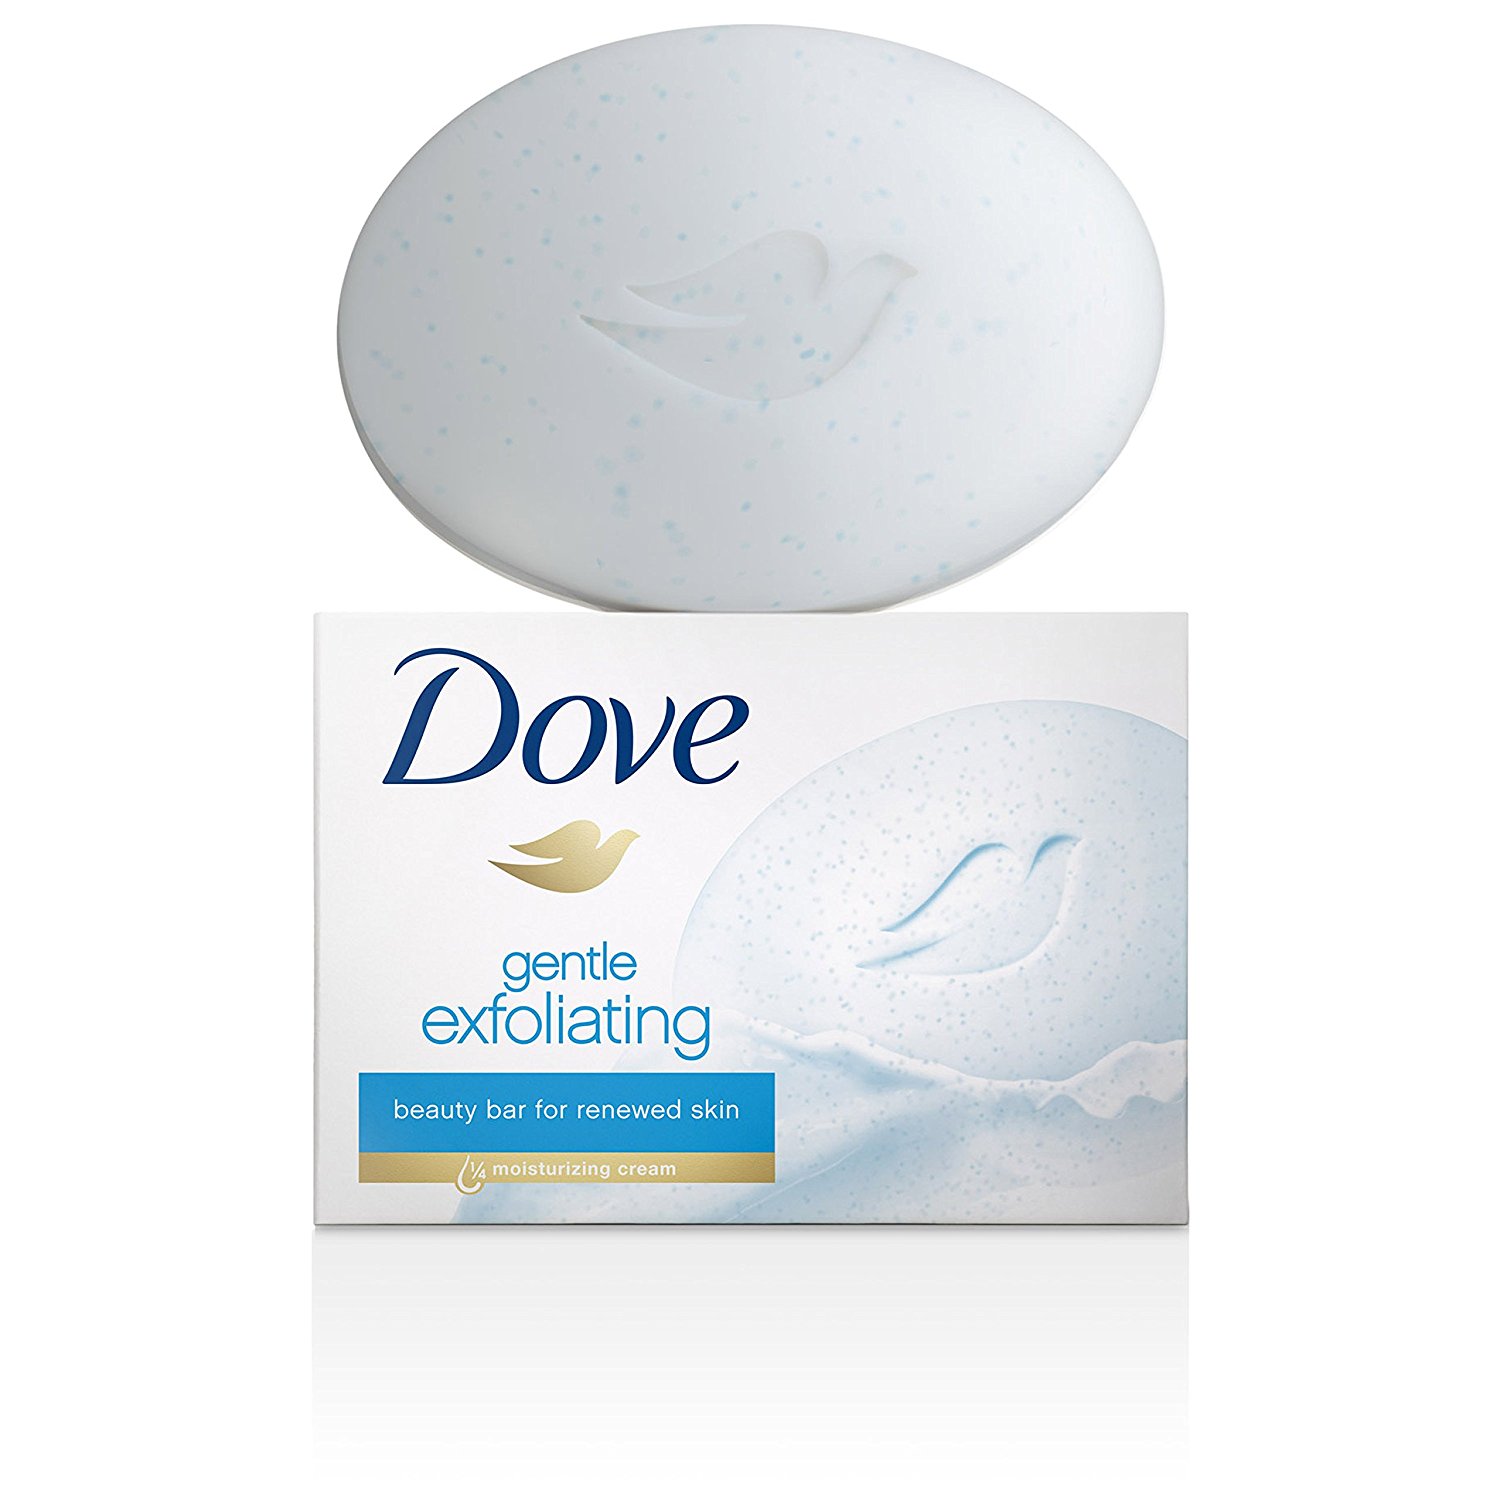 Dove
gentle
exfoliating
beauty bar for renewed skin
¼ moisturizing cream